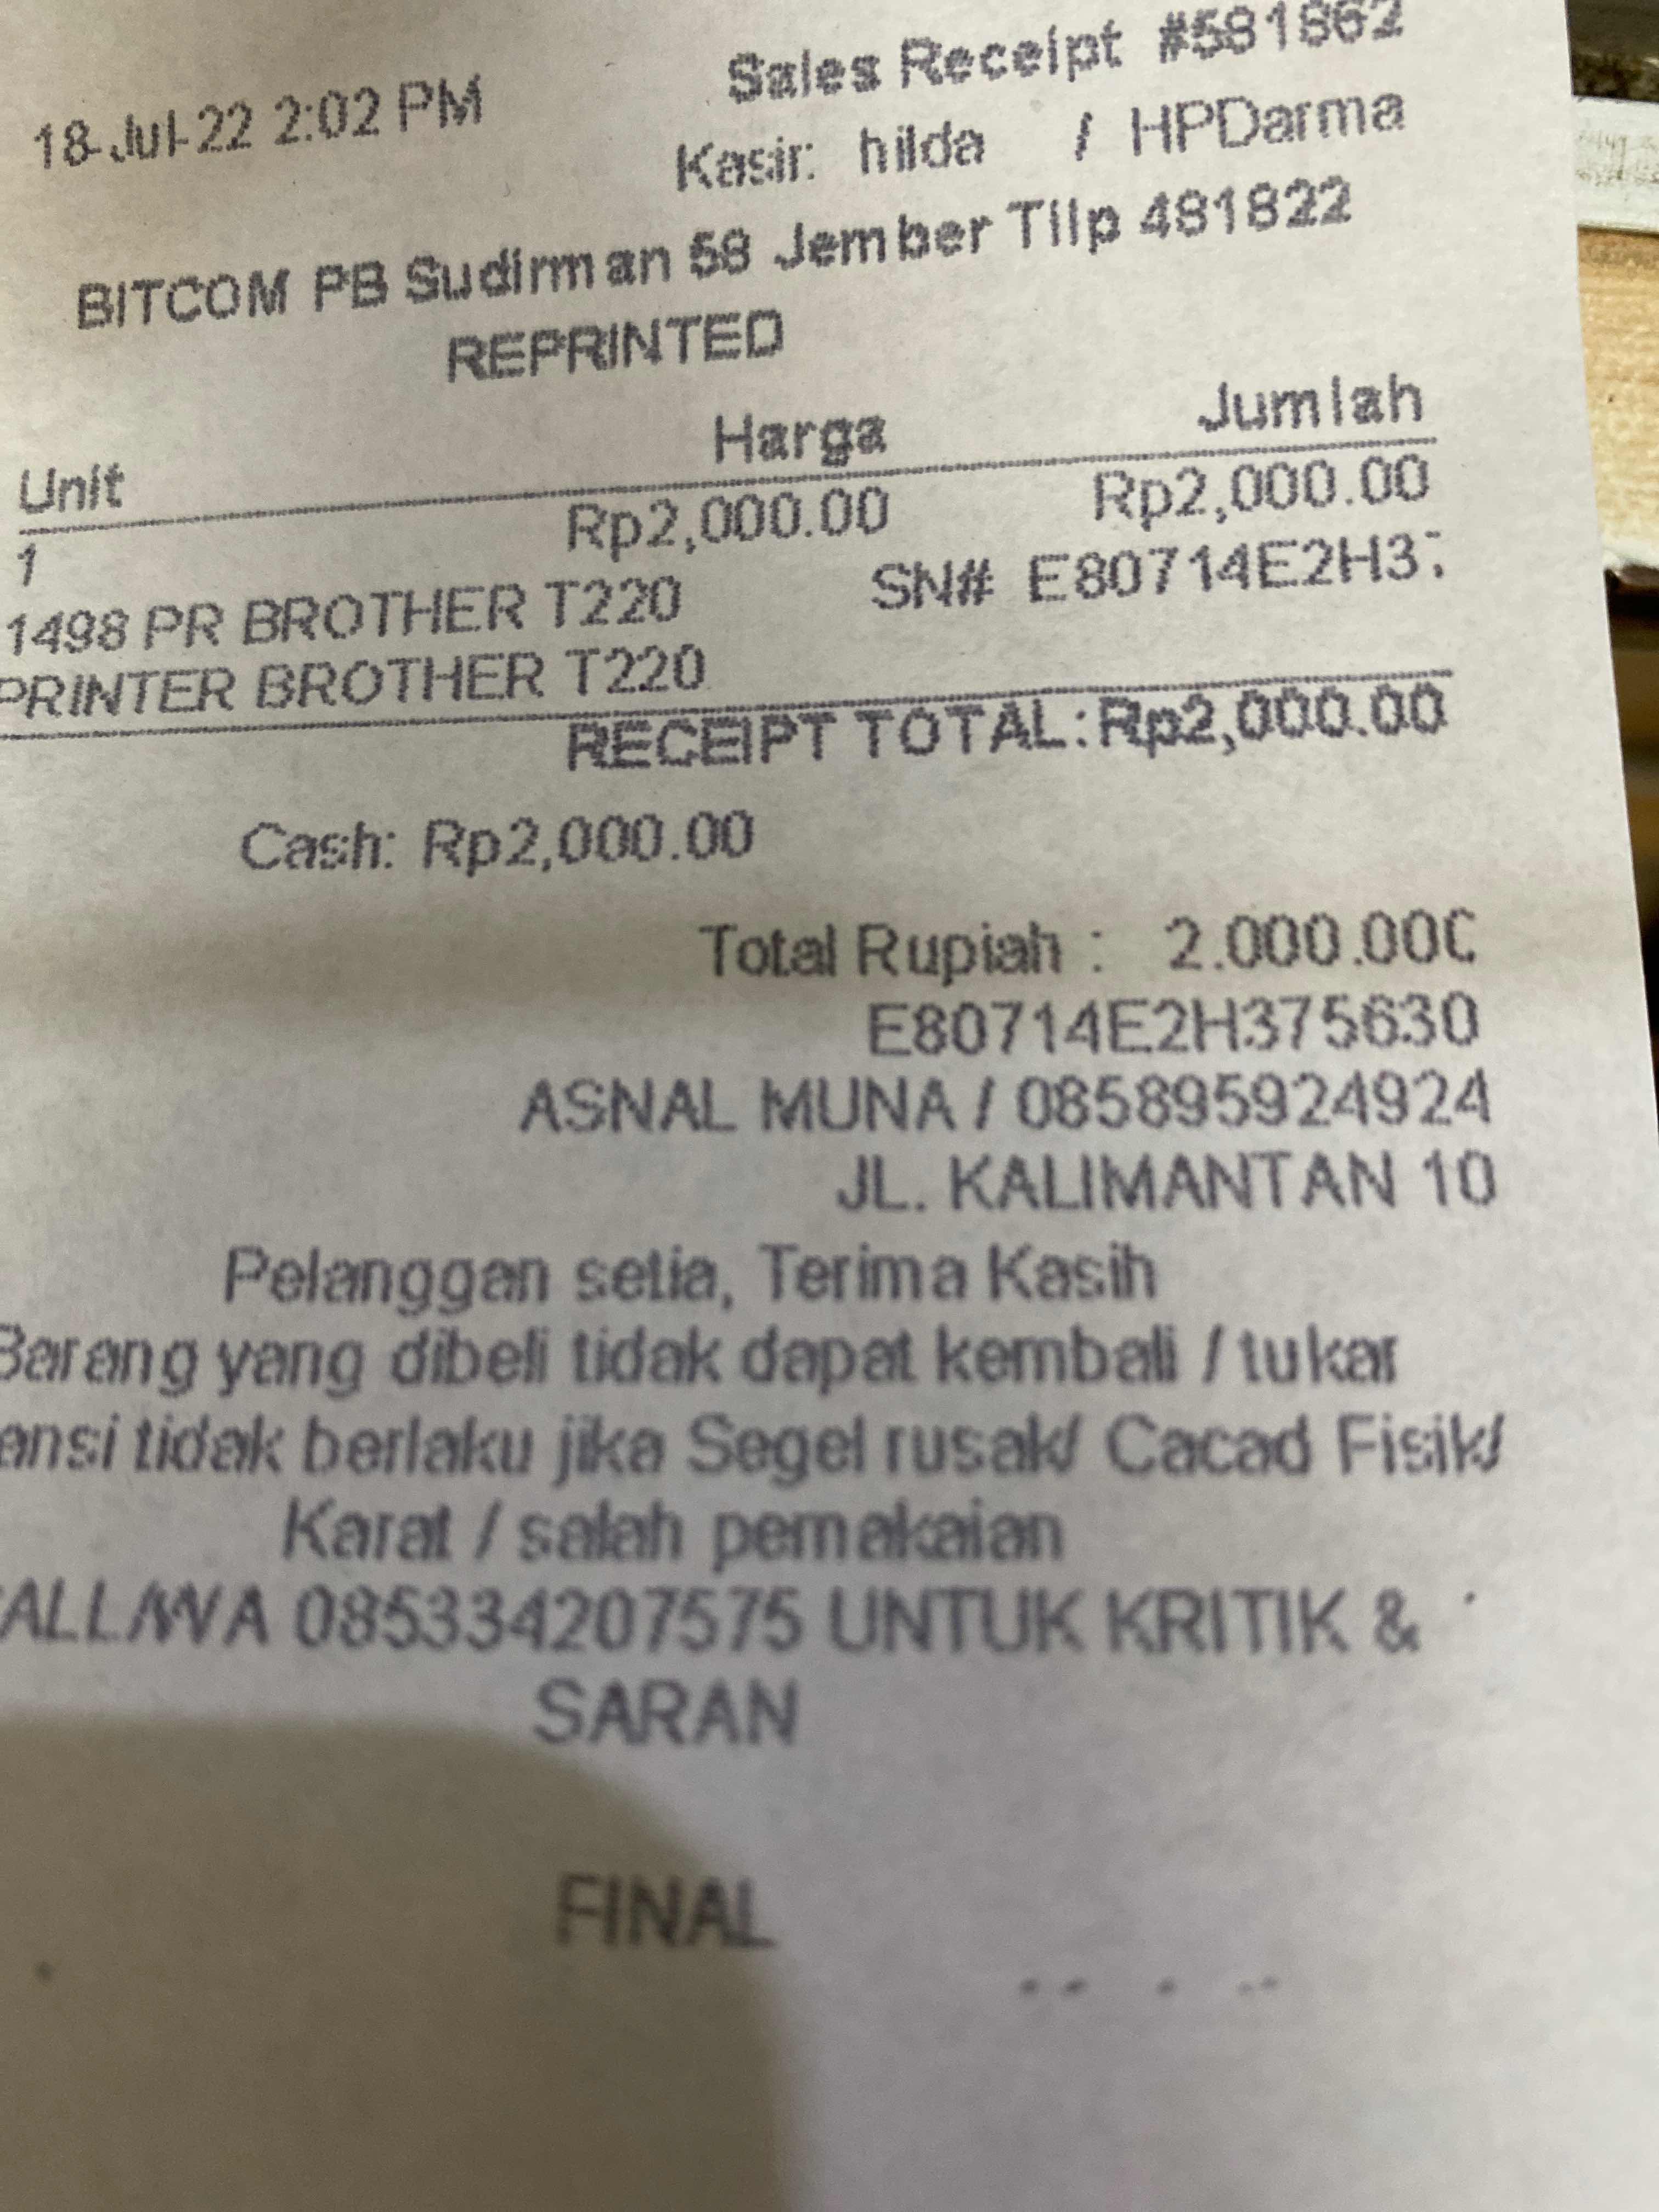 Sales Receipt #581862
18-Jul-22 2:02 PM
Kasir: hilda / HPDarma
BITCOM PB Sudirman 58 Jember Tllp 481822
REPRINTED
Unit Harga Jumlah
1 Rp2,000.00 Rp2,000.00
1498 PR BROTHER T220 SN# E80714E2H37
PRINTER BROTHER T220
RECEIPT TOTAL: Rp2,000.00
Cash: Rp2,000.00
Total Rupiah : 2.000.000
E80714E2H375630
ASNAL MUNA / 085895924924
JL. KALIMANTAN 10
Pelanggan setia, Terima Kasih
Barang yang dibeli tidak dapat kembali / tukar
ansi tidak berlaku jika Segel rusak/ Cacad Fisik/
Karat / salah pemakaian
CALL/WA 085334207575 UNTUK KRITIK &
SARAN
FINAL